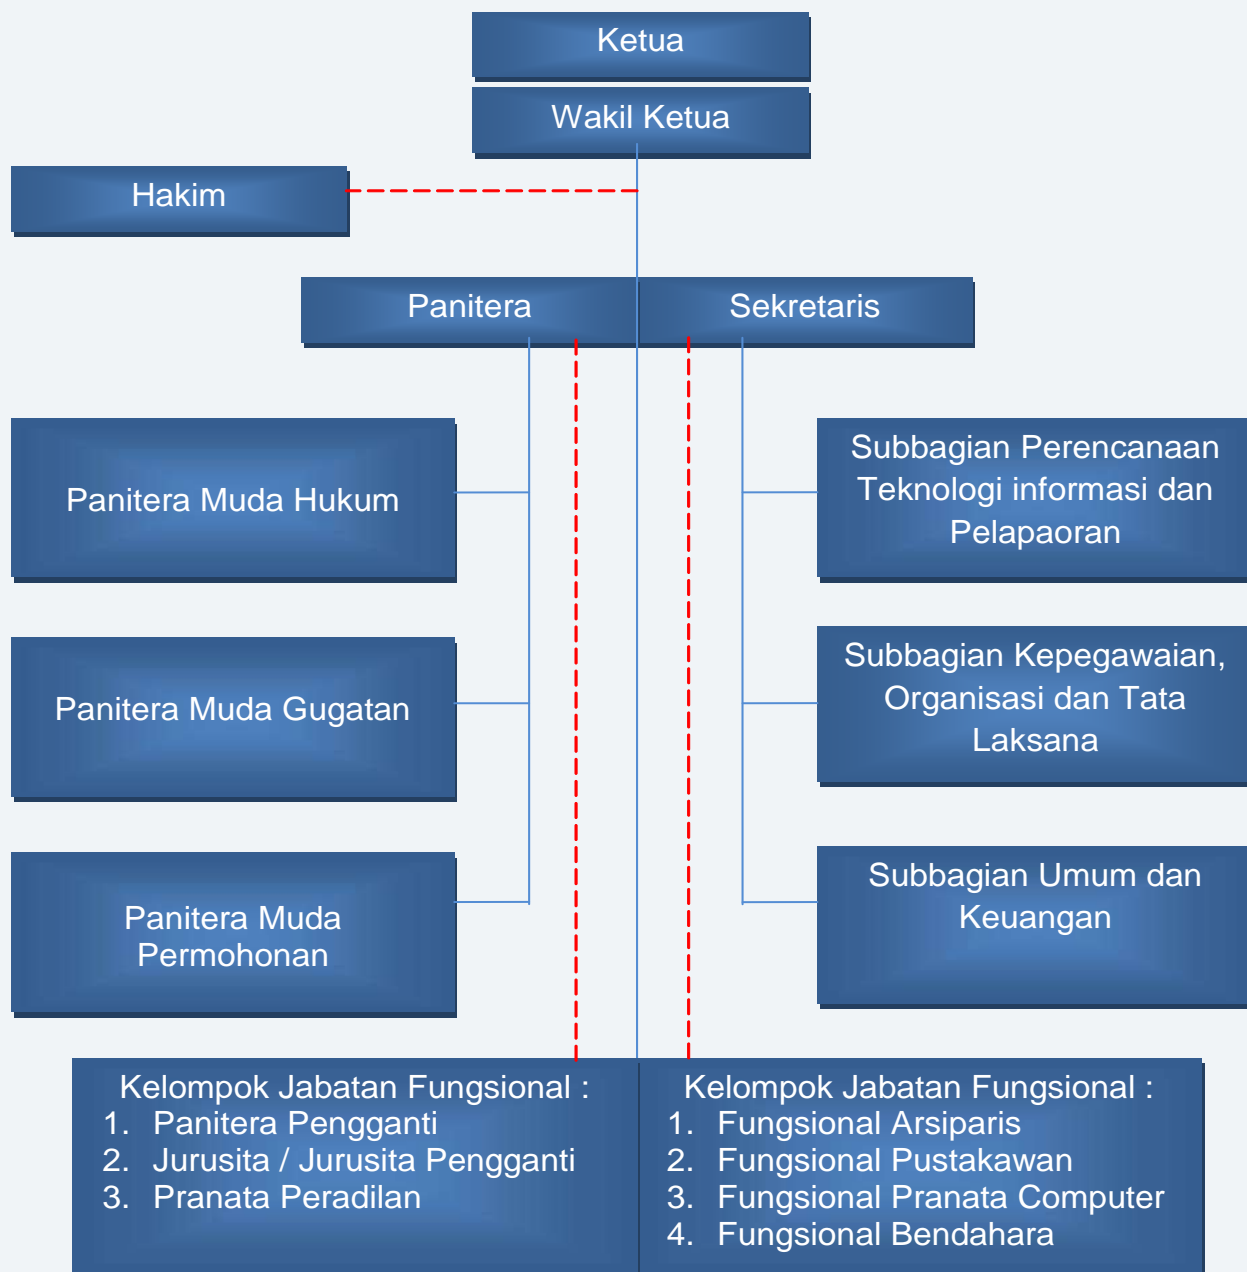 Ketua
Wakil Ketua
Hakim
Panitera
Sekretaris
Panitera Muda Hukum
Subbagian Perencanaan
Teknologi informasi dan
Pelapaoran
Panitera Muda Gugatan
Subbagian Kepegawaian,
Organisasi dan Tata
Laksana
Panitera Muda
Permohonan
Subbagian Umum dan
Keuangan
Kelompok Jabatan Fungsional :
1. Panitera Pengganti
2. Jurusita / Jurusita Pengganti
3. Pranata Peradilan
Kelompok Jabatan Fungsional :
1. Fungsional Arsiparis
2. Fungsional Pustakawan
3. Fungsional Pranata Computer
4. Fungsional Bendahara